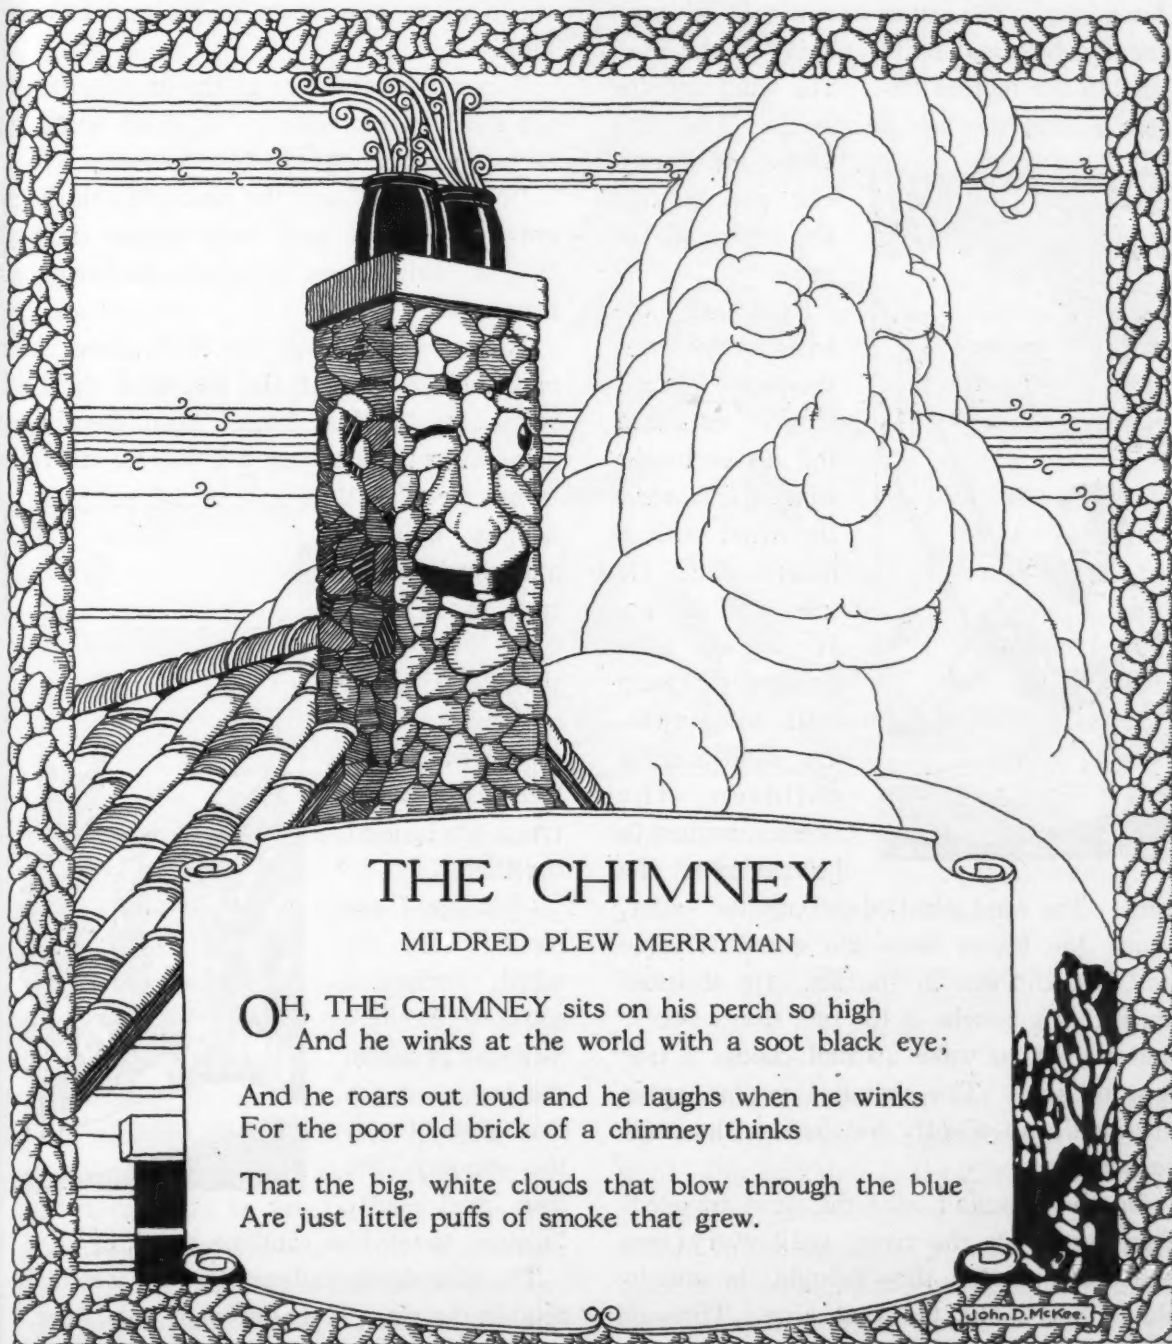 THE CHIMNEY
MILDRED PLEW MERRYMAN
OH, THE CHIMNEY sits on his perch so high
And he winks at the world with a soot black eye;
And he roars out loud and he laughs when he winks
For the poor old brick of a chimney thinks
That the big, white clouds that blow through the blue
Are just little puffs of smoke that grew.
John D. McKee.